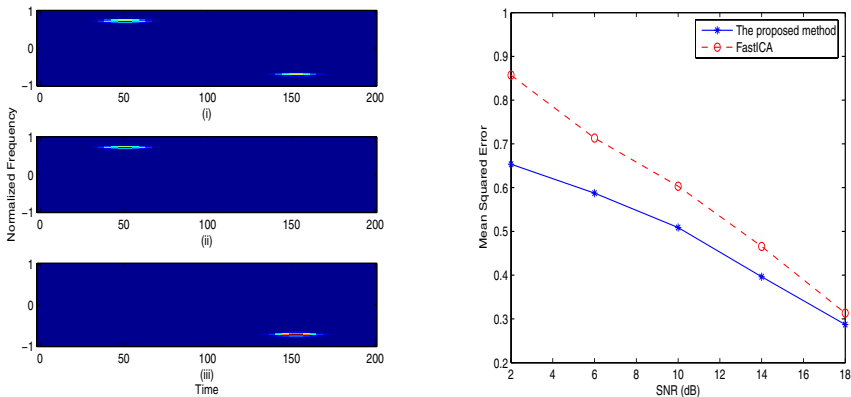 1
0
−1
0 50 100 150 200
(i)
1
0
−1
0 50 100 150 200
(ii)
1
0
−1
0 50 100 150 200
(iii)
Time
Normalized Frequency
1
0.9
0.8
0.7
0.6
0.5
0.4
0.3
0.2
2 4 6 8 10 12 14 16 18
SNR (dB)
Mean Squared Error
The proposed method
FastICA